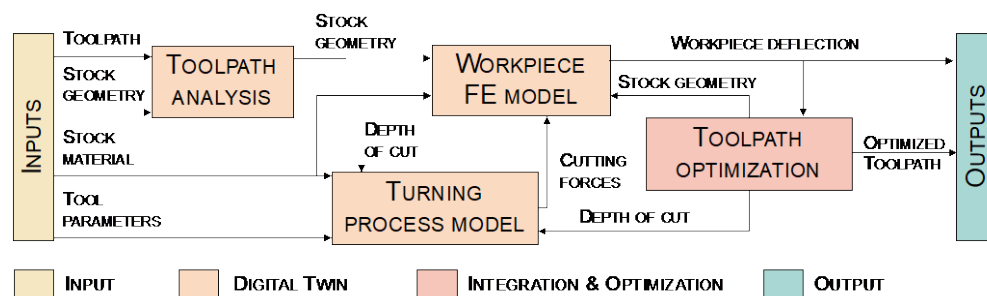 INPUTS
TOOLPATH
STOCK
GEOMETRY
STOCK
MATERIAL
TOOL
PARAMETERS
TOOLPATH
ANALYSIS
STOCK
GEOMETRY
DEPTH
OF CUT
TURNING
PROCESS MODEL
WORKPIECE
FE MODEL
CUTTING
FORCES
WORKPIECE DEFLECTION
STOCK GEOMETRY
TOOLPATH
OPTIMIZATION
DEPTH OF CUT
OPTIMIZED
TOOLPATH
OUTPUTS
INPUT
DIGITAL TWIN
INTEGRATION & OPTIMIZATION
OUTPUT